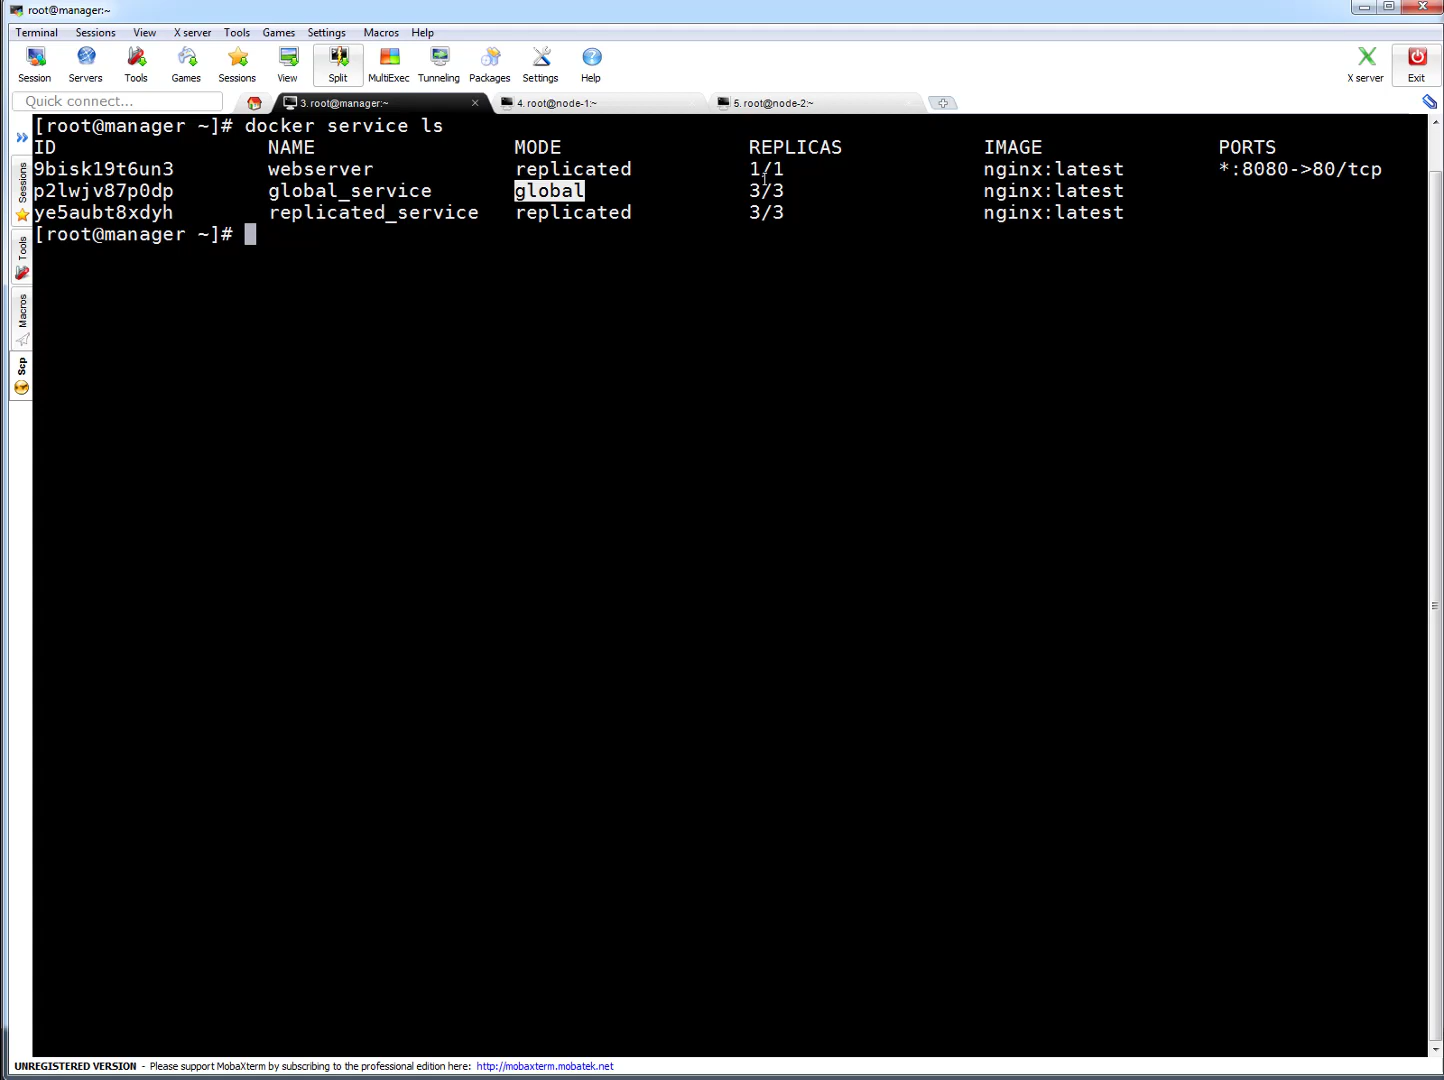 root@manager:~
Terminal Sessions View X server Tools Games Settings Macros Help
Session Servers Tools Games Sessions View Split MultiExec Tunneling Packages Settings Help X server Exit
Quick connect... 3. root@manager:~ 4. root@node-1:~ 5. root@node-2:~
[root@manager ~]# docker service ls
ID NAME MODE REPLICAS IMAGE PORTS
9bisk19t6un3 webserver replicated 1/1 nginx:latest *:8080->80/tcp
p2lwjv87p0dp global_service global 3/3 nginx:latest
ye5aubt8xdyh replicated_service replicated 3/3 nginx:latest
[root@manager ~]#
Sessions
Tools
Macros
Scp
UNREGISTERED VERSION - Please support MobaXterm by subscribing to the professional edition here: http://mobaxterm.mobatek.net